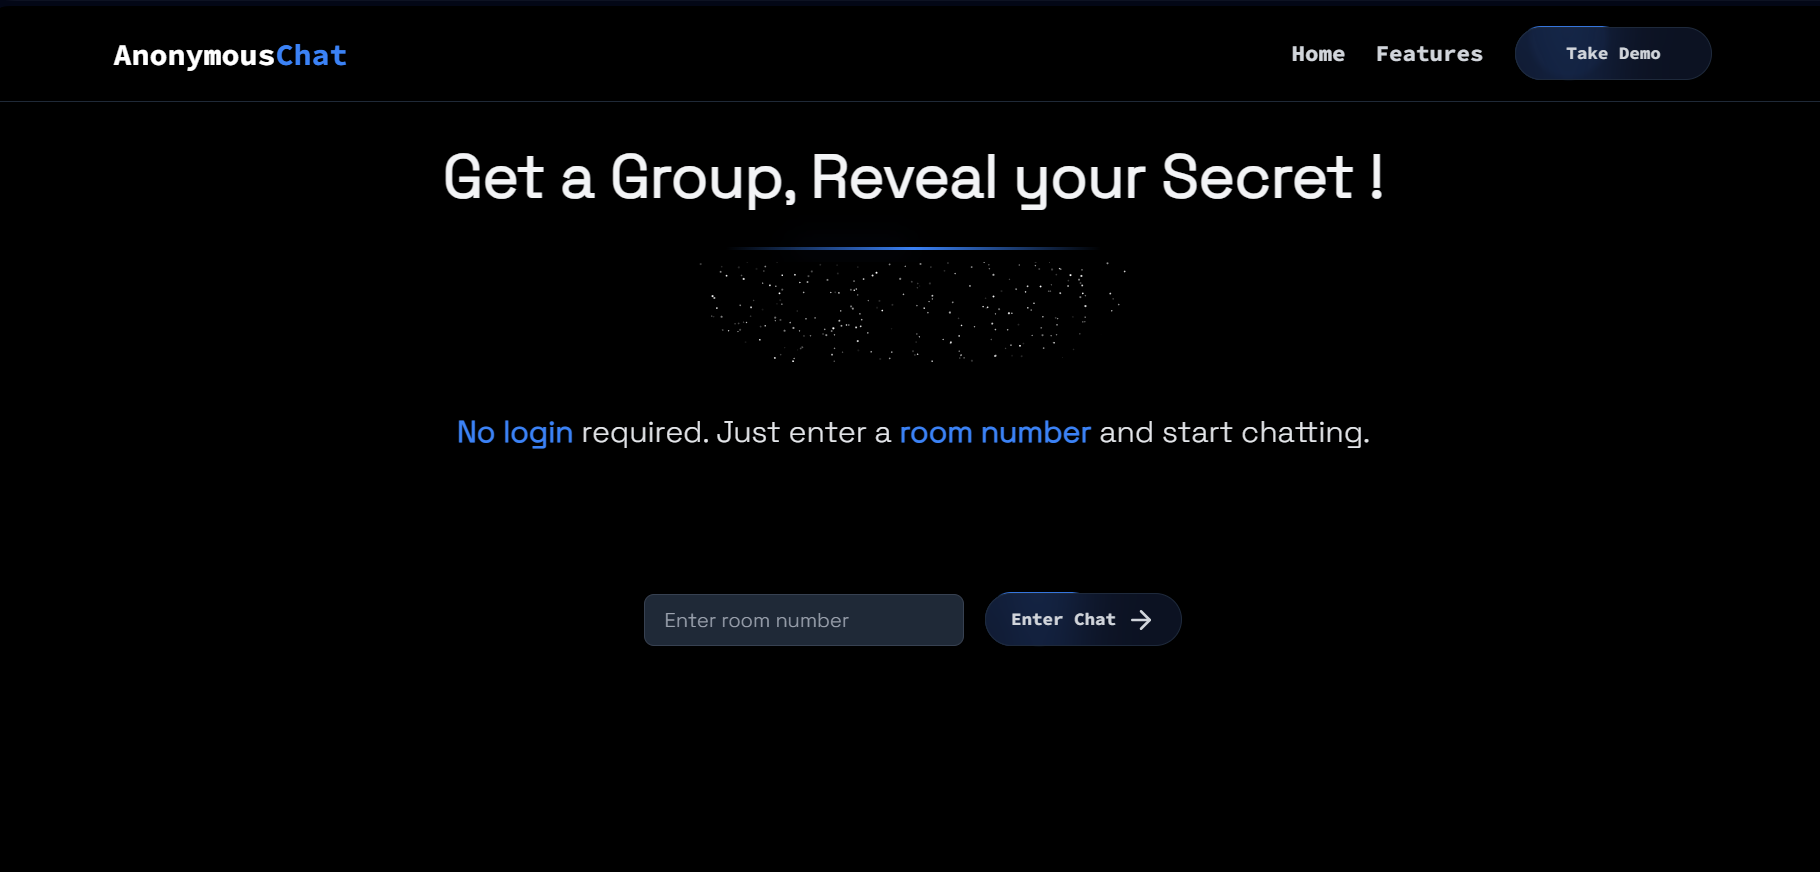 AnonymousChat
Home Features Take Demo
Get a Group, Reveal your Secret !
No login required. Just enter a room number and start chatting.
Enter room number Enter Chat